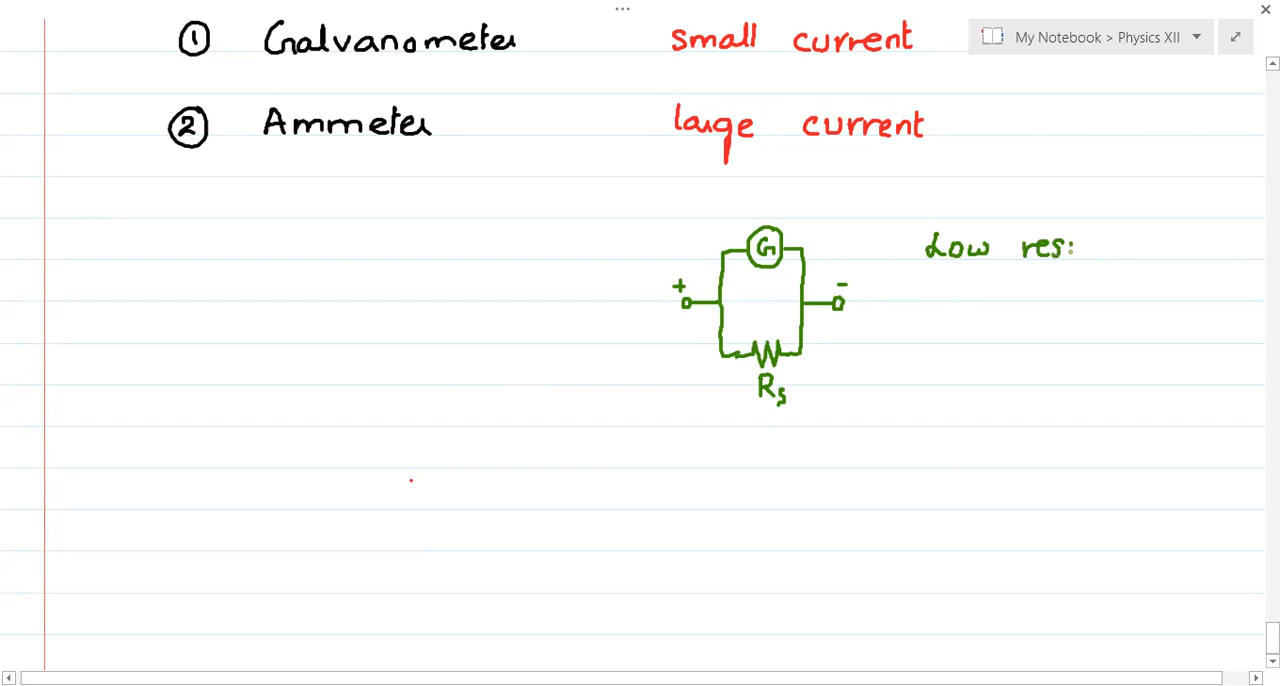 ① Galvanometer small current
My Notebook > Physics XII
② Ammeter large current
G
Low res:
+ -
Rs